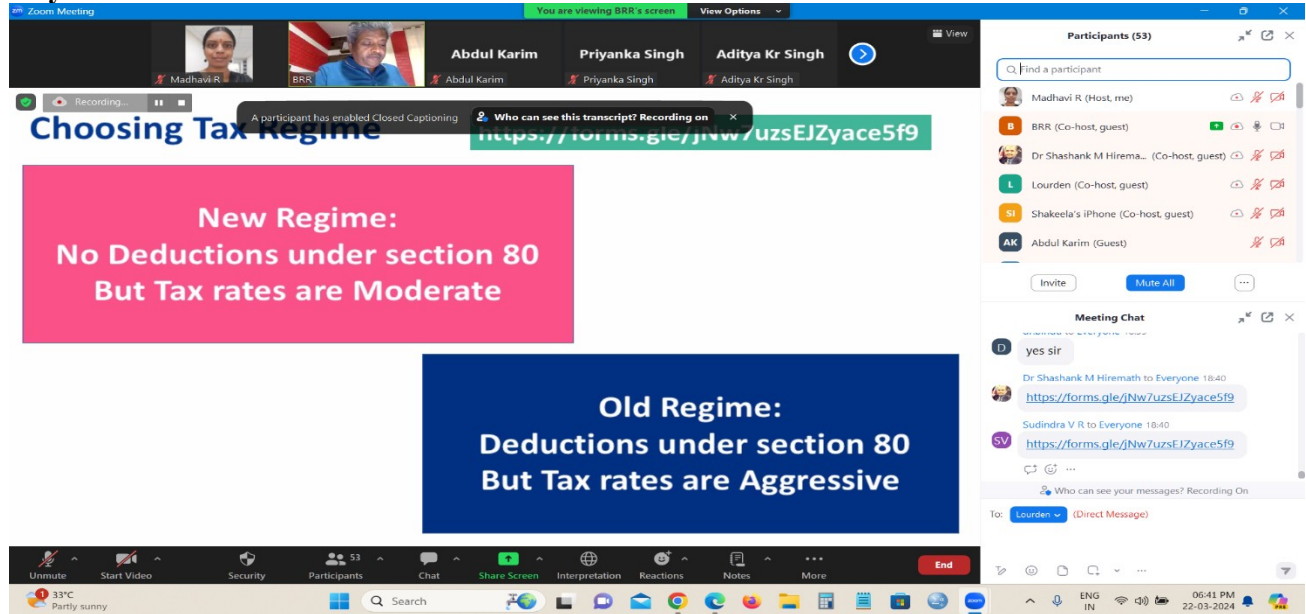 Zoom Meeting
You are viewing BRR's screen
View Options
Madhavi R
BRR
Abdul Karim
Abdul Karim
Priyanka Singh
Priyanka Singh
Aditya Kr Singh
Aditya Kr Singh
View
Recording...
A participant has enabled Closed Captioning
Who can see this transcript? Recording on
Choosing Tax Regime
https://forms.gle/jNw7uzsEJZyace5f9
New Regime:
No Deductions under section 80
But Tax rates are Moderate
Old Regime:
Deductions under section 80
But Tax rates are Aggressive
Participants (53)
Find a participant
Madhavi R (Host, me)
B
BRR (Co-host, guest)
Dr Shashank M Hirema... (Co-host, guest)
L
Lourden (Co-host, guest)
SI
Shakeela's iPhone (Co-host, guest)
AK
Abdul Karim (Guest)
Invite
Mute All
Meeting Chat
to Everyone
D
yes sir
Dr Shashank M Hiremath to Everyone 18:40
https://forms.gle/jNw7uzsEJZyace5f9
Sudindra V R to Everyone 18:40
SV
https://forms.gle/jNw7uzsEJZyace5f9
Who can see your messages? Recording On
To: Lourden (Direct Message)
Unmute
Start Video
Security
53
Participants
Chat
Share Screen
Interpretation
Reactions
Notes
More
End
33°C
Partly sunny
Search
zoom
ENG
IN
06:41 PM
22-03-2024